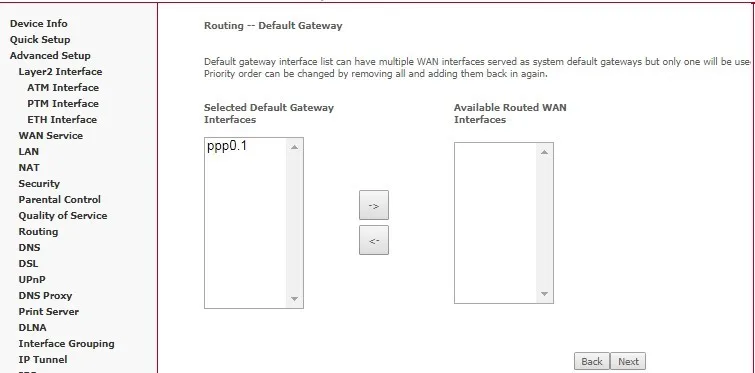 Device Info
Quick Setup
Advanced Setup
Layer2 Interface
ATM Interface
PTM Interface
ETH Interface
WAN Service
LAN
NAT
Security
Parental Control
Quality of Service
Routing
DNS
DSL
UPnP
DNS Proxy
Print Server
DLNA
Interface Grouping
IP Tunnel
Routing -- Default Gateway
Default gateway interface list can have multiple WAN interfaces served as system default gateways but only one will be use
Priority order can be changed by removing all and adding them back in again.
Selected Default Gateway
Interfaces
ppp0.1
->
<-
Available Routed WAN
Interfaces
Back
Next